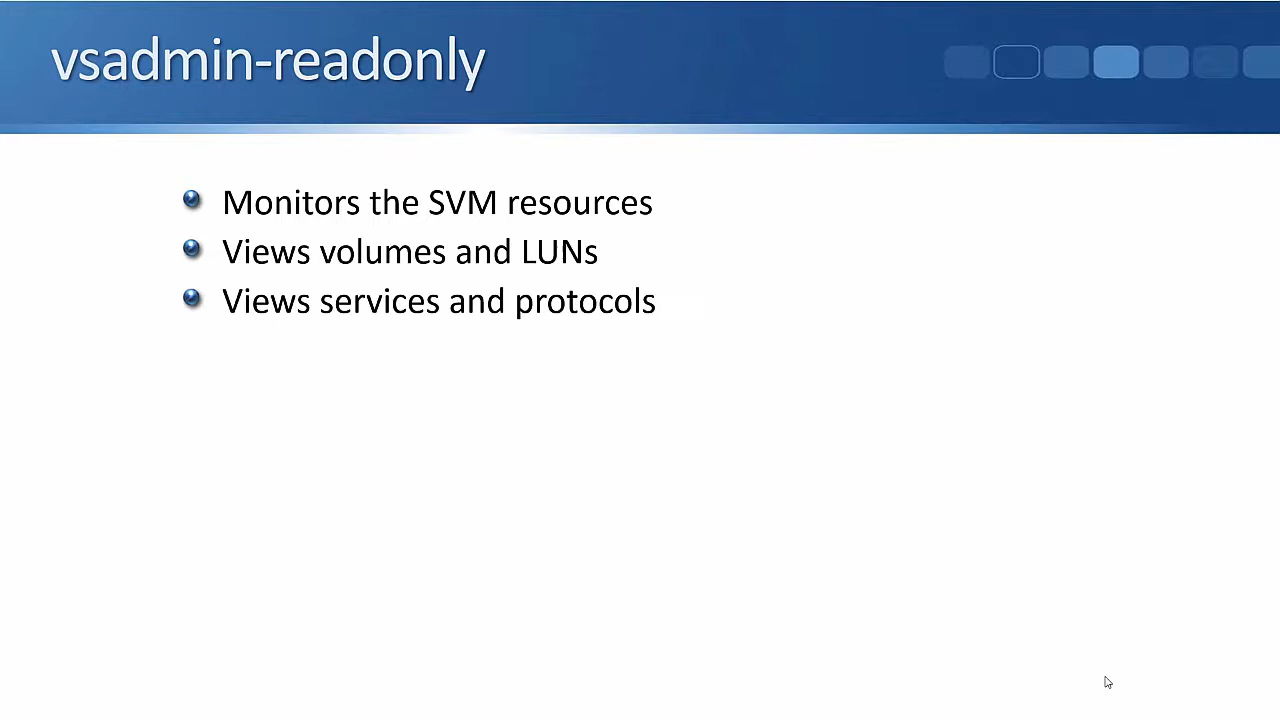 vsadmin-readonly
Monitors the SVM resources
Views volumes and LUNs
Views services and protocols